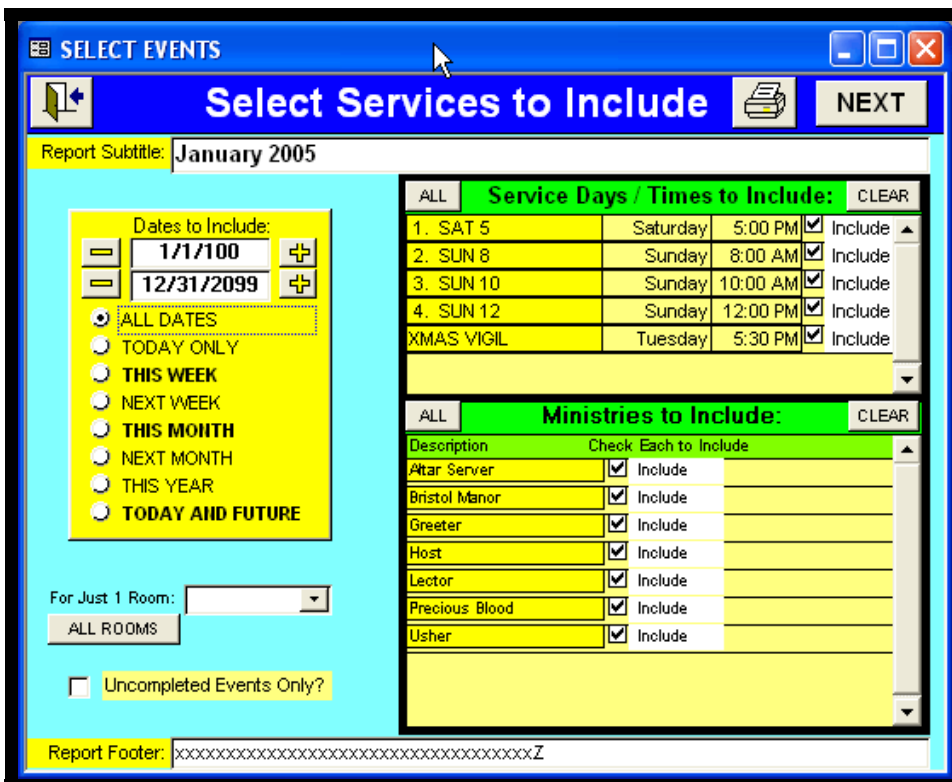 SELECT EVENTS
Select Services to Include NEXT
Report Subtitle: January 2005
Dates to Include:
1/1/100
12/31/2099
ALL DATES
TODAY ONLY
THIS WEEK
NEXT WEEK
THIS MONTH
NEXT MONTH
THIS YEAR
TODAY AND FUTURE
For Just 1 Room:
ALL ROOMS
Uncompleted Events Only?
ALL Service Days / Times to Include: CLEAR
1. SAT 5 Saturday 5:00 PM Include
2. SUN 8 Sunday 8:00 AM Include
3. SUN 10 Sunday 10:00 AM Include
4. SUN 12 Sunday 12:00 PM Include
XMAS VIGIL Tuesday 5:30 PM Include
ALL Ministries to Include: CLEAR
Description Check Each to Include
Altar Server Include
Bristol Manor Include
Greeter Include
Host Include
Lector Include
Precious Blood Include
Usher Include
Report Footer: xxxxxxxxxxxxxxxxxxxxxxxxxxxxxxxxxxxZ